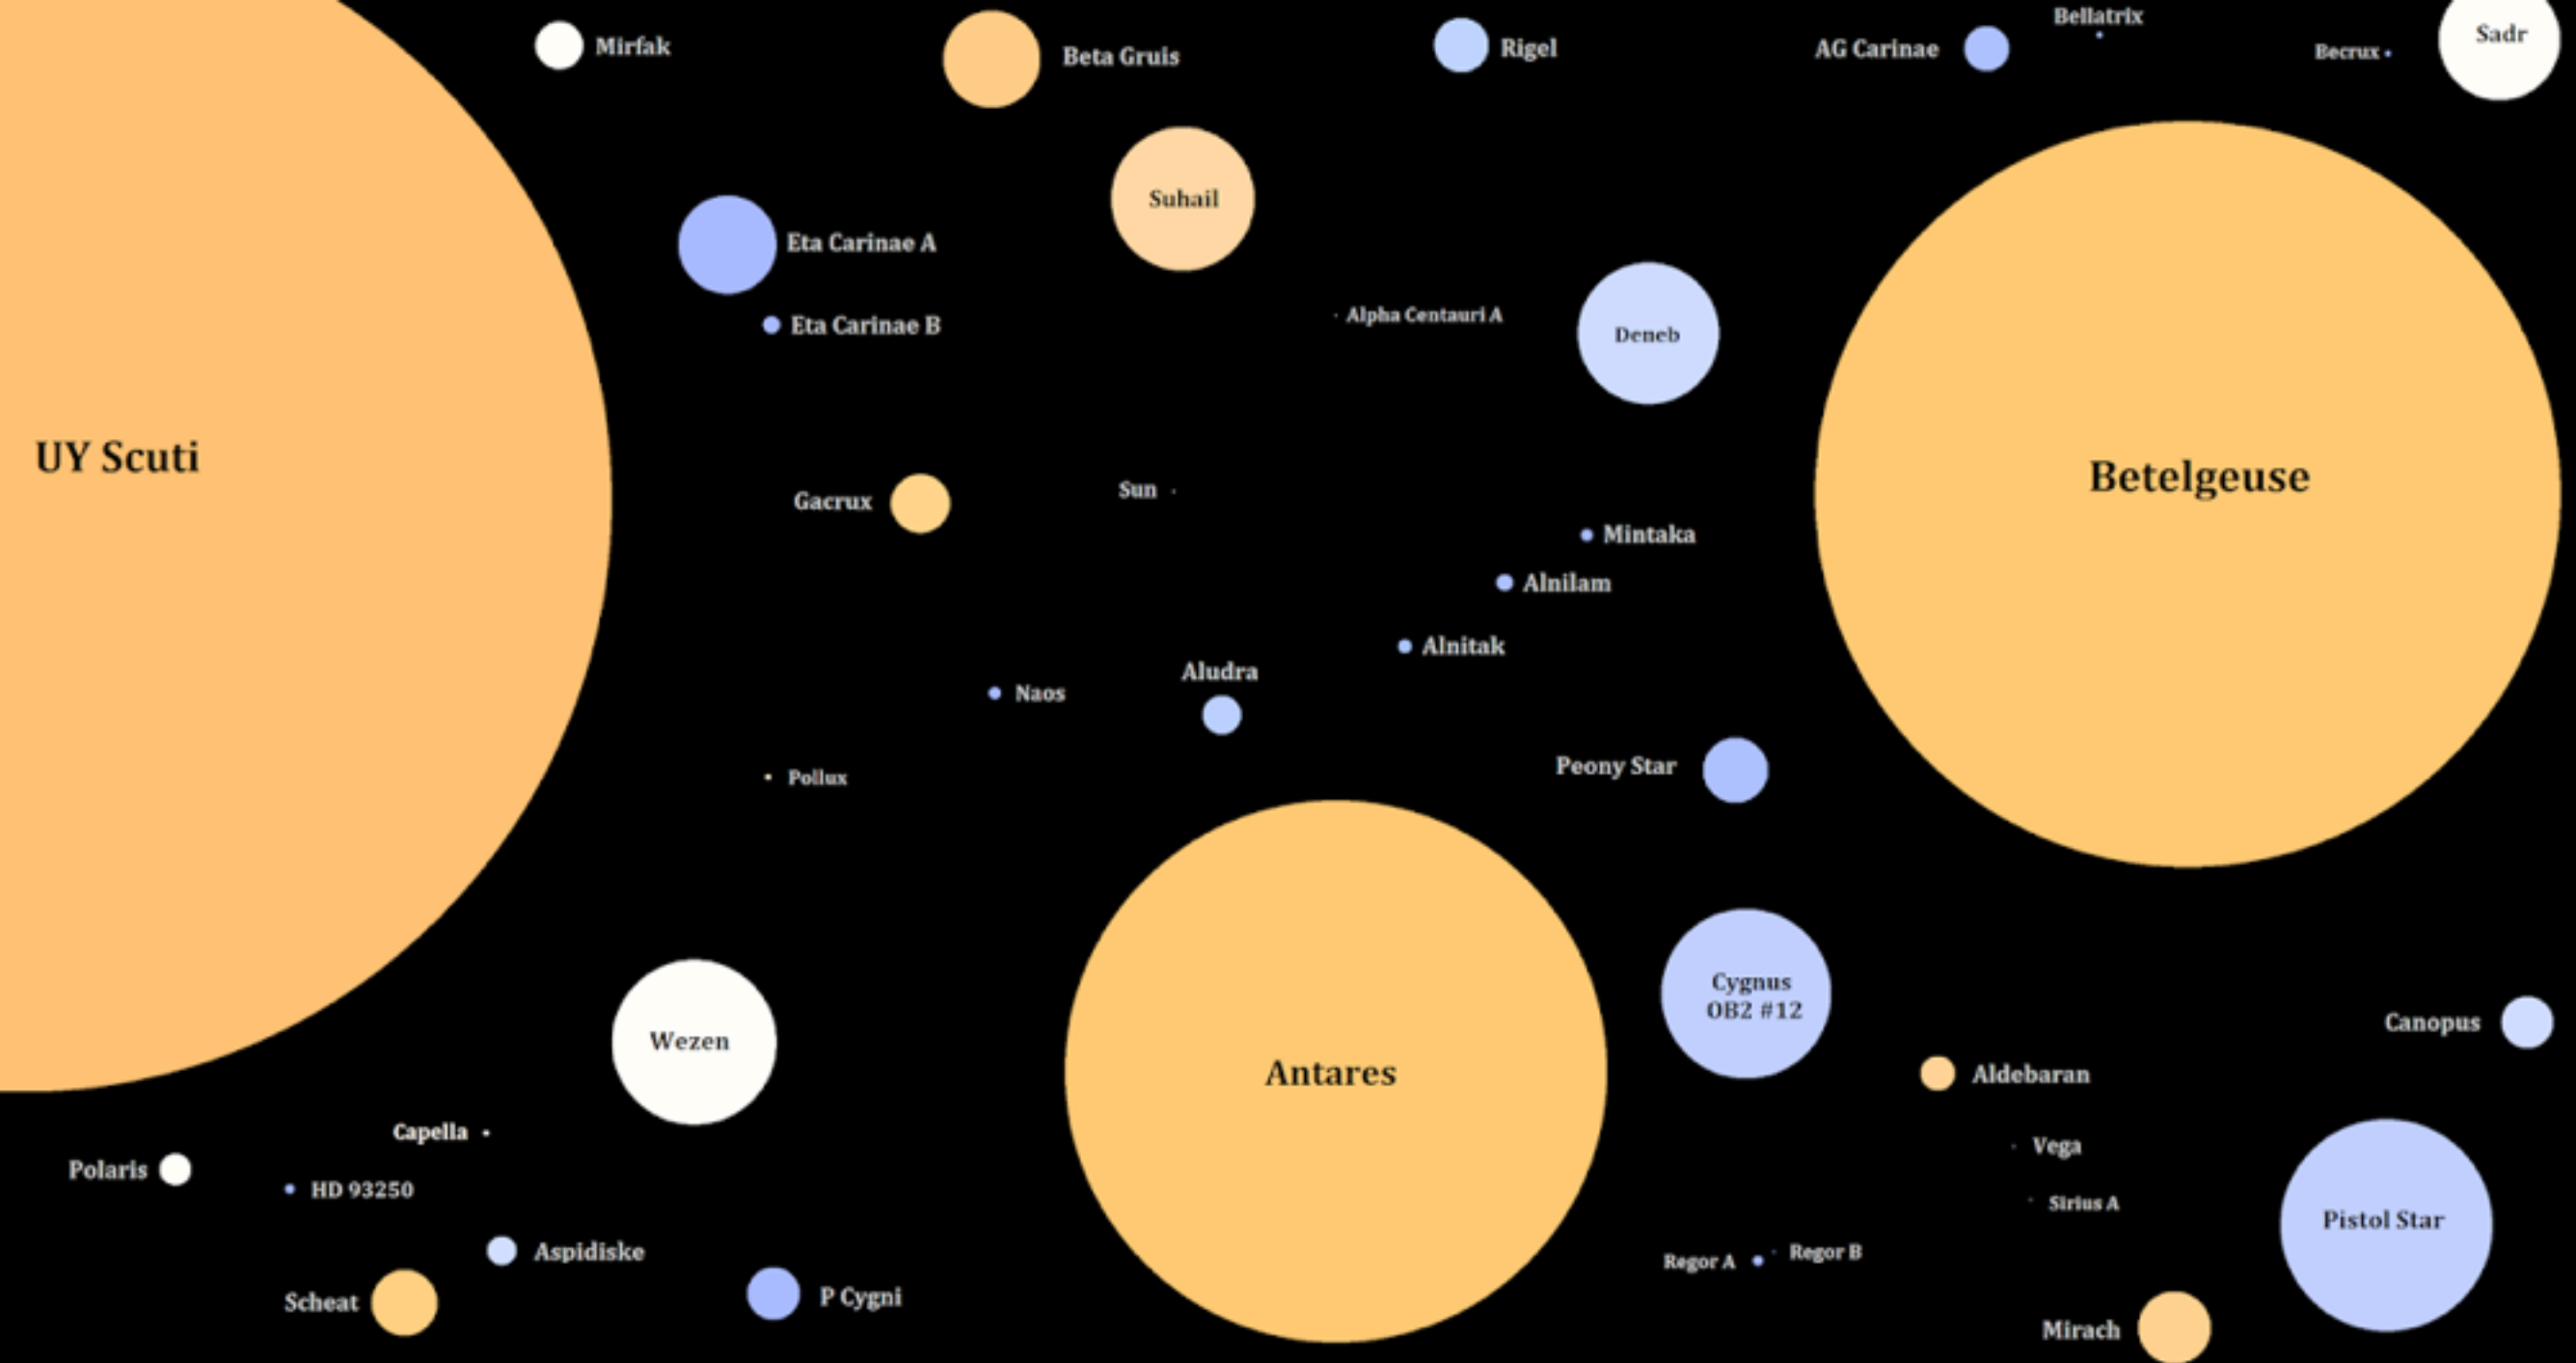 Mirfak
Beta Gruis
Rigel
AG Carinae
Bellatrix
Becrux
Sadr
Suhail
Eta Carinae A
Eta Carinae B
Alpha Centauri A
Deneb
UY Scuti
Gacrux
Sun
Betelgeuse
Mintaka
Alnilam
Alnitak
Aludra
Naos
Pollux
Peony Star
Wezen
Antares
Cygnus
OB2 #12
Canopus
Aldebaran
Capella
Polaris
HD 93250
Vega
Sirius A
Pistol Star
Aspidiske
Regor A
Regor B
Scheat
P Cygni
Mirach